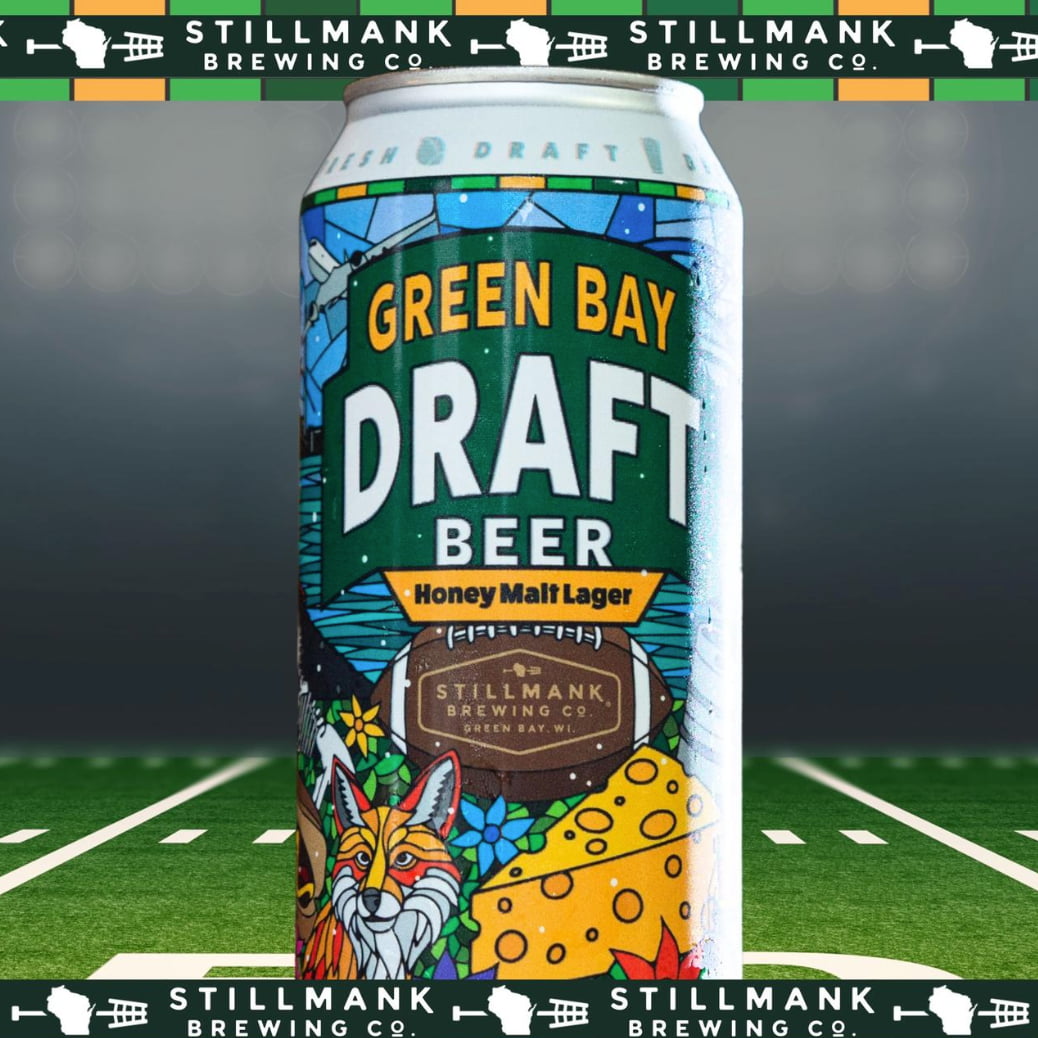 STILLMANK STILLMANK
BREWING CO. BREWING CO.
DRAFT
GREEN BAY
DRAFT
BEER
Honey Malt Lager
STILLMANK®
BREWING CO.
GREEN BAY, WI.
STILLMANK STILLMANK
BREWING CO. BREWING CO.